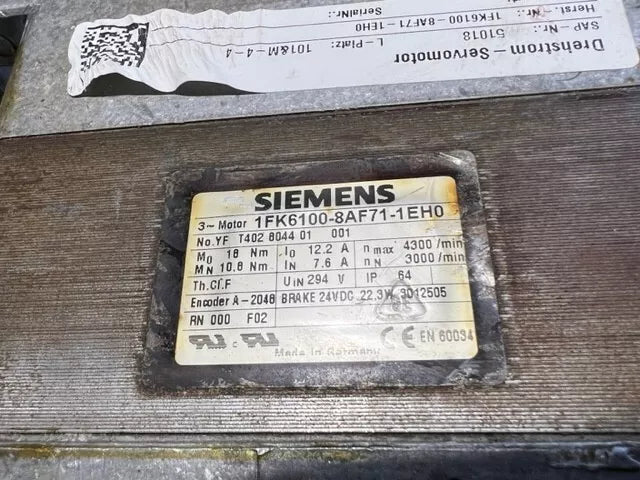 Drehstrom-Servomotor
SAP-Nr.: 51018
Herst.-Nr.: 1FK6100-8AF71-1EH0
SerialNr.:
L-Platz: 101&M-4-4
SIEMENS
3~ Motor 1FK6100-8AF71-1EH0
No.YF T402 8044 01 001
M0 18 Nm I0 12.2 A nmax 4300 /min
MN 10.8 Nm IN 7.6 A nN 3000 /min
Th.Cl.F UIN 294 V IP 64
Encoder A-2048 BRAKE 24VDC 22.3W 3012505
RN 000 F02
CE EN 60034
Made in Germany